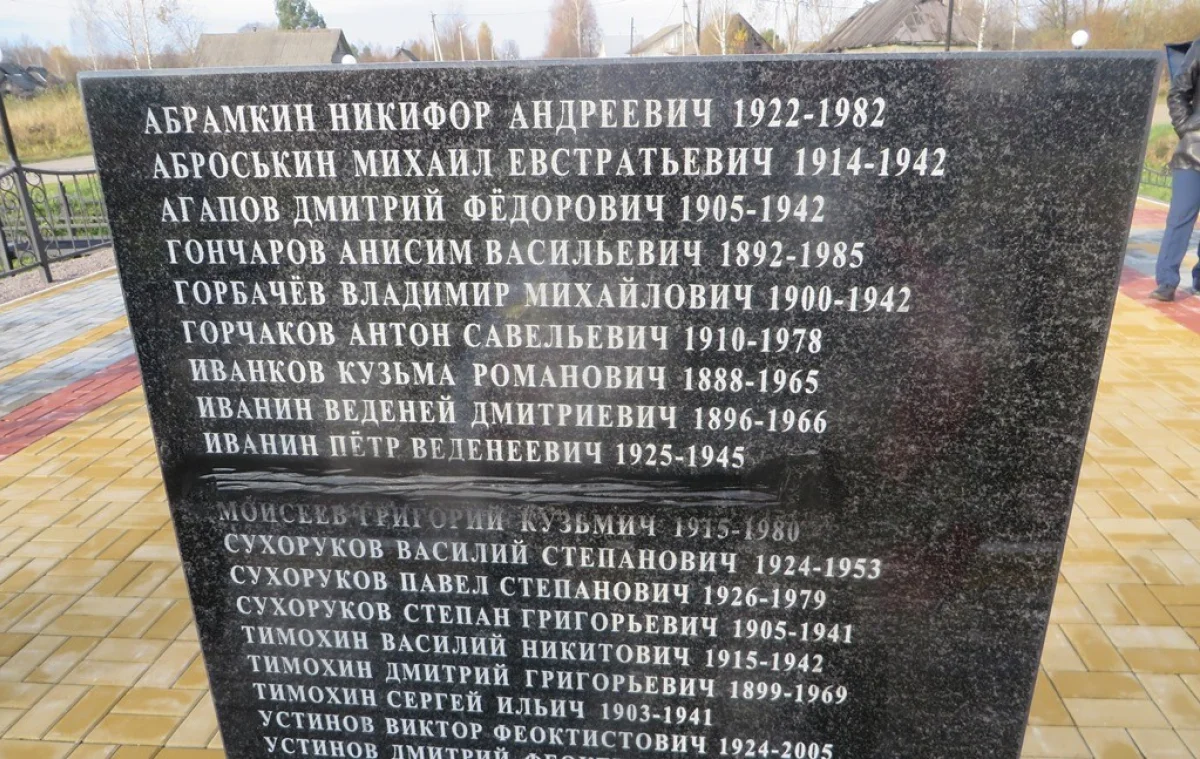 АБРАМКИН НИКИФОР АНДРЕЕВИЧ 1922-1982
АБРОСЬКИН МИХАИЛ ЕВСТРАТЬЕВИЧ 1914-1942
АГАПОВ ДМИТРИЙ ФЁДОРОВИЧ 1905-1942
ГОНЧАРОВ АНИСИМ ВАСИЛЬЕВИЧ 1892-1985
ГОРБАЧЁВ ВЛАДИМИР МИХАЙЛОВИЧ 1900-1942
ГОРЧАКОВ АНТОН САВЕЛЬЕВИЧ 1910-1978
ИВАНКОВ КУЗЬМА РОМАНОВИЧ 1888-1965
ИВАНИН ВЕДЕНЕЙ ДМИТРИЕВИЧ 1896-1966
ИВАНИН ПЁТР ВЕДЕНЕЕВИЧ 1925-1945
МОИСЕЕВ ГРИГОРИЙ КУЗЬМИЧ 1915-1980
СУХОРУКОВ ВАСИЛИЙ СТЕПАНОВИЧ 1924-1953
СУХОРУКОВ ПАВЕЛ СТЕПАНОВИЧ 1926-1979
СУХОРУКОВ СТЕПАН ГРИГОРЬЕВИЧ 1905-1941
ТИМОХИН ВАСИЛИЙ НИКИТОВИЧ 1915-1942
ТИМОХИН ДМИТРИЙ ГРИГОРЬЕВИЧ 1899-1969
ТИМОХИН СЕРГЕЙ ИЛЬИЧ 1903-1941
УСТИНОВ ВИКТОР ФЕОКТИСТОВИЧ 1924-2005
УСТИНОВ ДМИТРИЙ